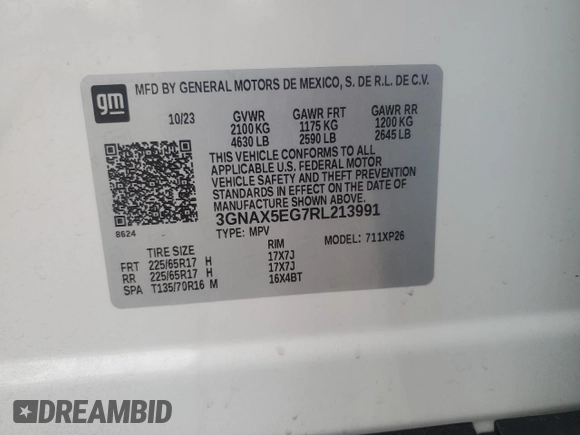 gm
MFD BY GENERAL MOTORS DE MEXICO, S. DE R.L. DE C.V.
10/23 GVWR GAWR FRT GAWR RR
2100 KG 1175 KG 1200 KG
4630 LB 2590 LB 2645 LB
THIS VEHICLE CONFORMS TO ALL
APPLICABLE U.S. FEDERAL MOTOR
VEHICLE SAFETY AND THEFT PREVENTION
STANDARDS IN EFFECT ON THE DATE OF
MANUFACTURE SHOWN ABOVE.
8624
3GNAX5EG7RL213991
TYPE: MPV MODEL: 711XP26
RIM
FRT 225/65R17 H 17X7J
RR 225/65R17 H 17X7J
SPA T135/70R16 M 16X4BT
DREAMBID